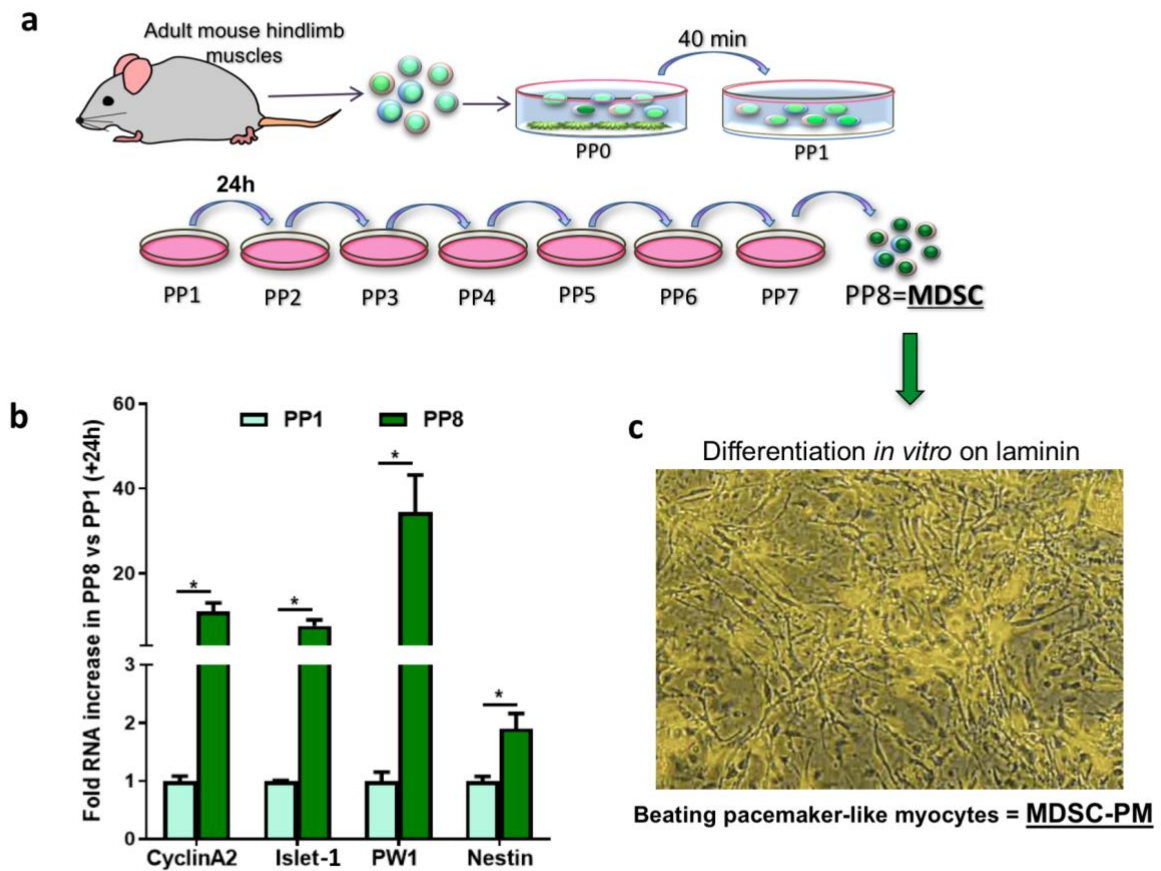 a
Adult mouse hindlimb
muscles
40 min
PP0
PP1
24h
PP1
PP2
PP3
PP4
PP5
PP6
PP7
PP8=MDSC
b
Fold RNA increase in PP8 vs PP1 (+24h)
60
40
20
3
2
1
0
PP1
PP8
*
*
*
*
CyclinA2
Islet-1
PW1
Nestin
c
Differentiation in vitro on laminin
Beating pacemaker-like myocytes = MDSC-PM